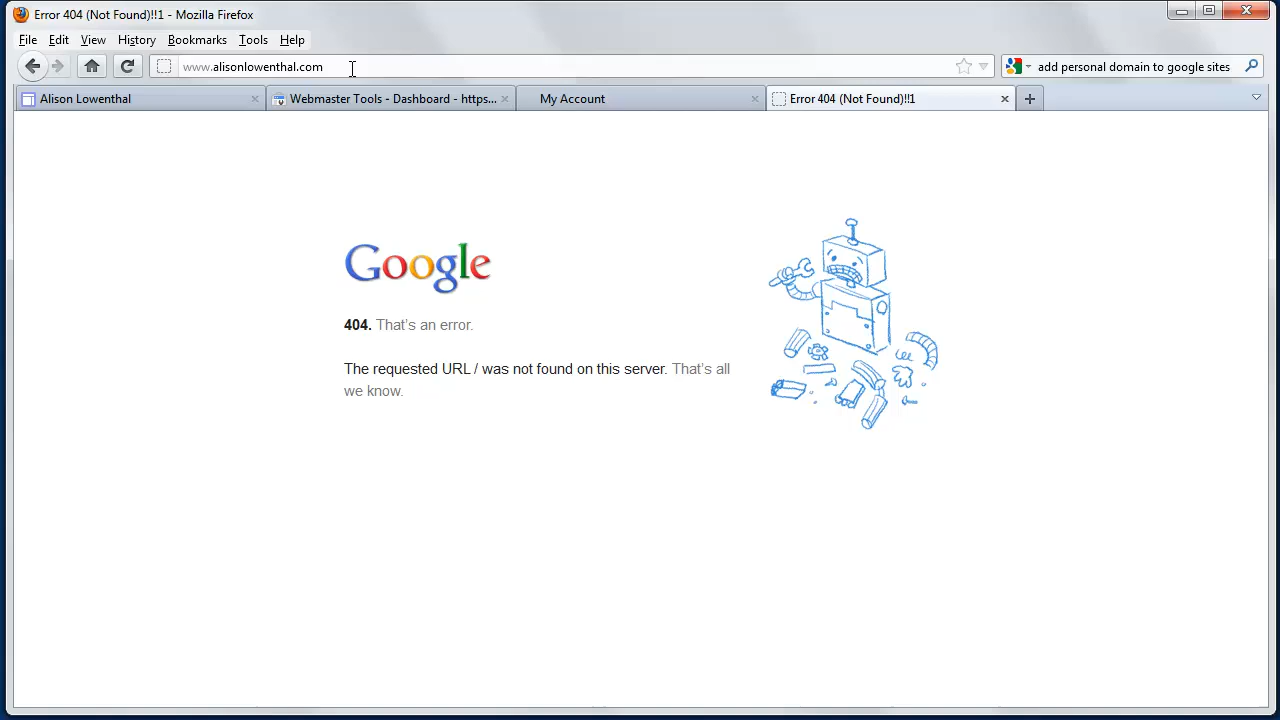 Error 404 (Not Found)!!1 - Mozilla Firefox
File Edit View History Bookmarks Tools Help
www.alisonlowenthal.com
add personal domain to google sites
Alison Lowenthal
Webmaster Tools - Dashboard - https...
My Account
Error 404 (Not Found)!!1
Google
404. That's an error.
The requested URL / was not found on this server. That's all
we know.